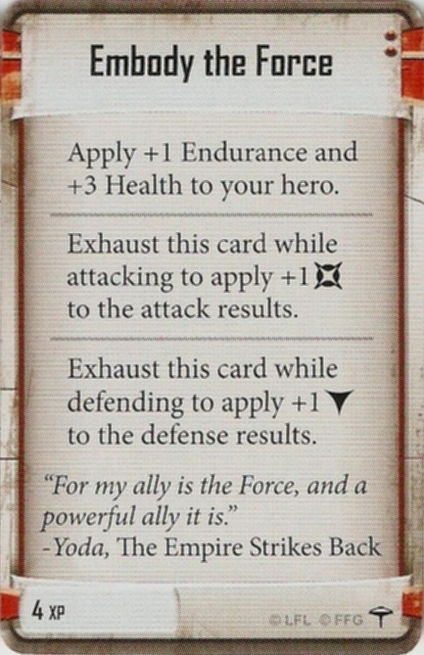 Embody the Force
Apply +1 Endurance and
+3 Health to your hero.
Exhaust this card while
attacking to apply +1
to the attack results.
Exhaust this card while
defending to apply +1
to the defense results.
“For my ally is the Force, and a
powerful ally it is.”
-Yoda, The Empire Strikes Back
4 XP
© LFL © FFG